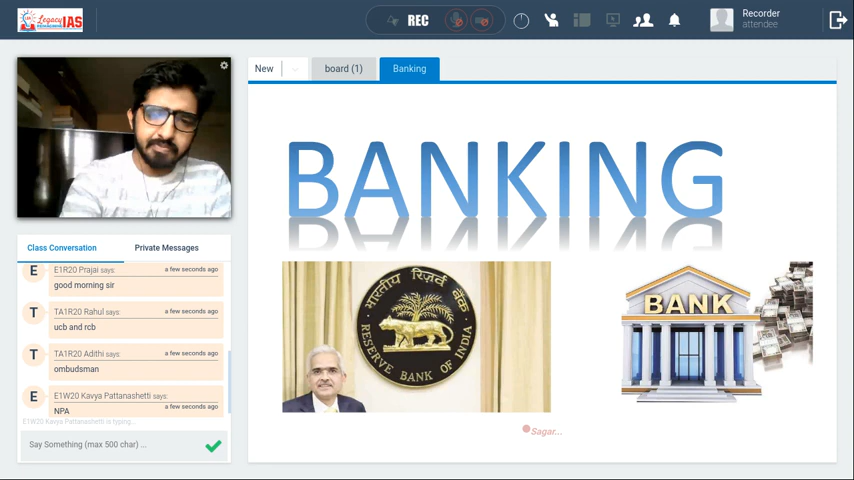 Legacy IAS
REC
Recorder
attendee
New
board (1)
Banking
BANKING
भारतीय रिज़र्व बैंक
RESERVE BANK OF INDIA
BANK
Sagar...
Class Conversation
Private Messages
E
E1R20 Prajai says:
a few seconds ago
good morning sir
T
TA1R20 Rahul says:
a few seconds ago
ucb and rcb
T
TA1R20 Adithi says:
a few seconds ago
ombudsman
E
E1W20 Kavya Pattanashetti says:
a few seconds ago
NPA
E1W20 Kavya Pattanashetti is typing...
Say Something (max 500 char) ...